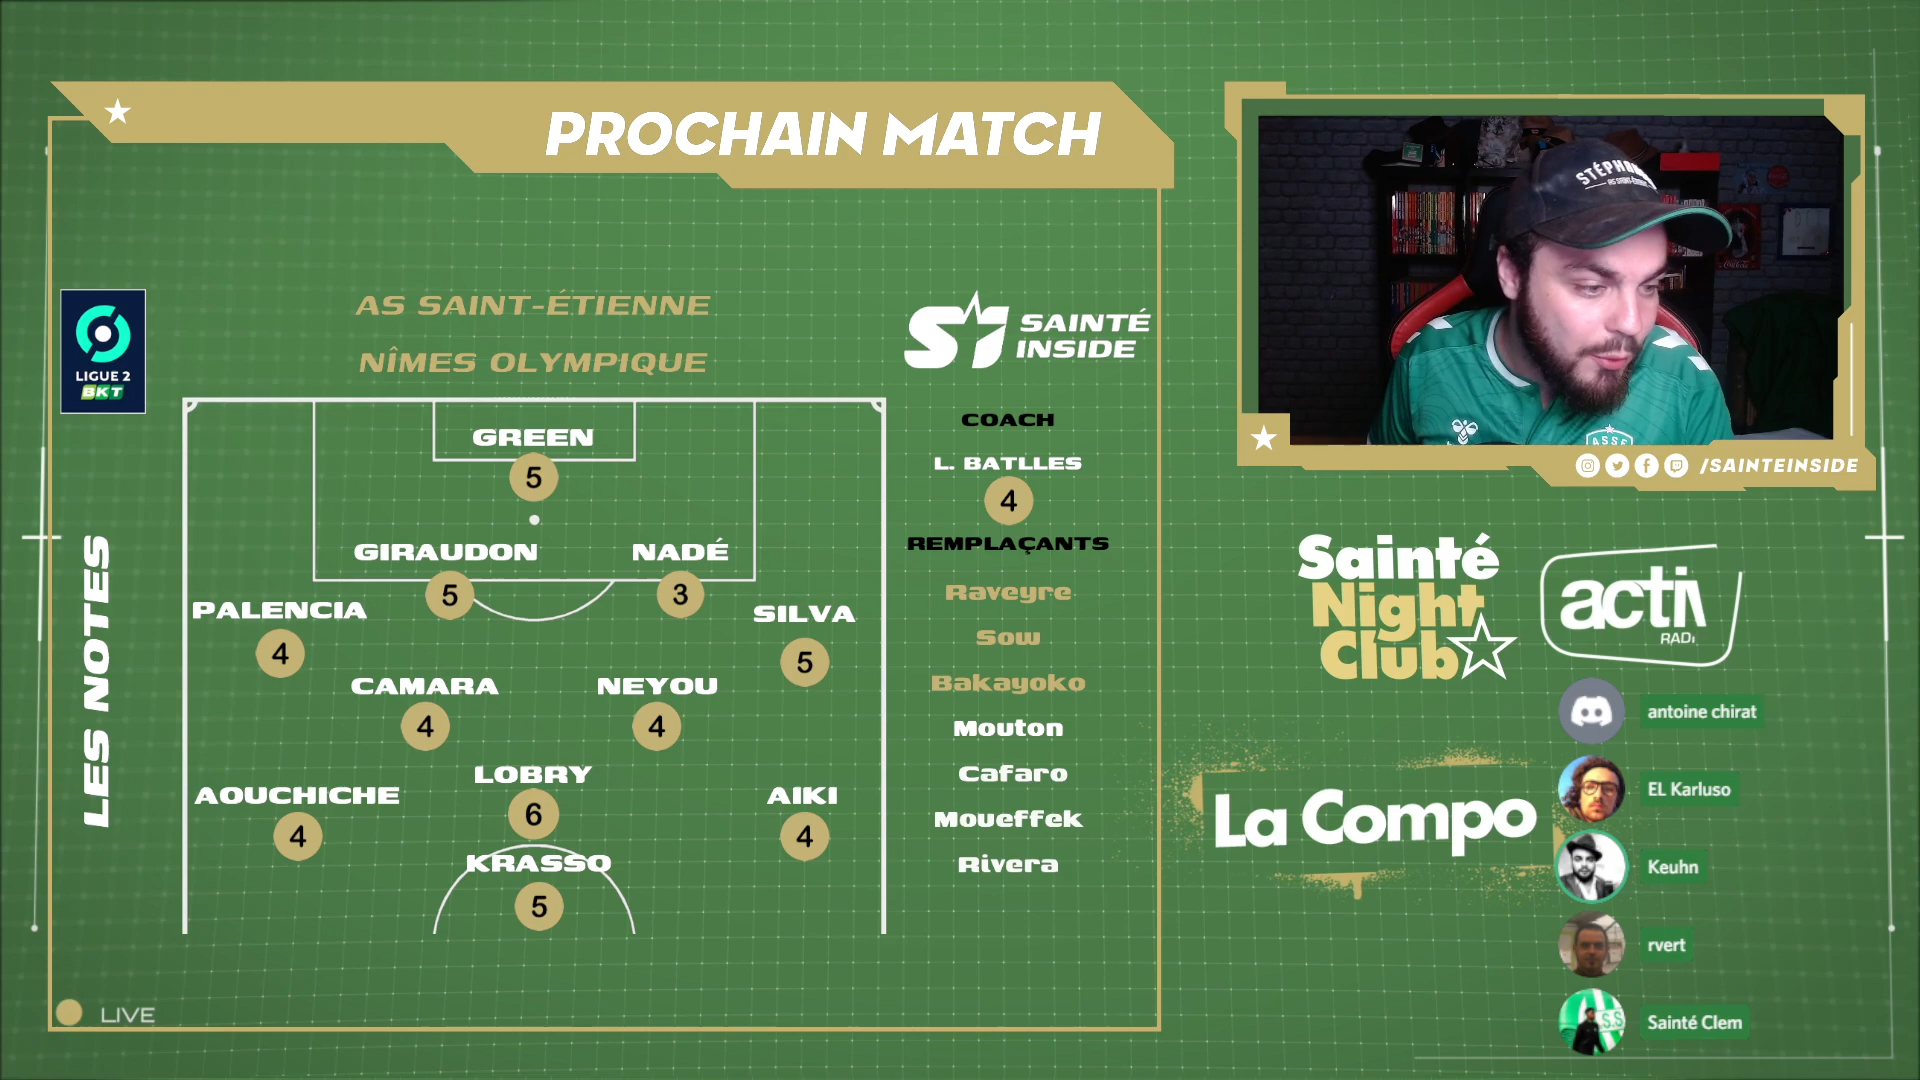 PROCHAIN MATCH
LIGUE 2
BKT
AS SAINT-ÉTIENNE
NÎMES OLYMPIQUE
SAINTÉ
INSIDE
LES NOTES
GREEN
5
GIRAUDON
5
NADÉ
3
PALENCIA
4
SILVA
5
CAMARA
4
NEYOU
4
LOBRY
6
AOUCHICHE
4
AIKI
4
KRASSO
5
COACH
L. BATLLES
4
REMPLAÇANTS
Raveyre
Sow
Bakayoko
Mouton
Cafaro
Moueffek
Rivera
LIVE
ASSE
/SAINTEINSIDE
Sainté
Night
Club
activ
RADi
La Compo
antoine chirat
EL Karluso
Keuhn
rvert
Sainté Clem